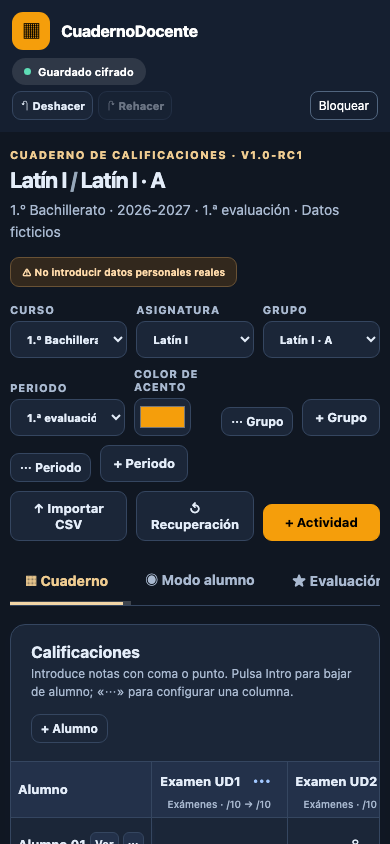 CuadernoDocente
Guardado cifrado
↰ Deshacer ↱ Rehacer Bloquear
CUADERNO DE CALIFICACIONES · V1.0-RC1
Latín I / Latín I · A
1.º Bachillerato · 2026-2027 · 1.ª evaluación · Datos
ficticios
⚠ No introducir datos personales reales
CURSO ASIGNATURA GRUPO
1.º Bachillera Latín I Latín I · A
PERIODO COLOR DE
ACENTO
1.ª evaluació ··· Grupo + Grupo
··· Periodo + Periodo
↑ Importar
CSV
↺
Recuperación
+ Actividad
▦ Cuaderno ◉ Modo alumno ★ Evaluación
Calificaciones
Introduce notas con coma o punto. Pulsa Intro para bajar
de alumno; «···» para configurar una columna.
+ Alumno
Alumno Examen UD1 ••• Examen UD2
Exámenes · /10 → /10 Exámenes · /10
Alumno 01 Ver ···